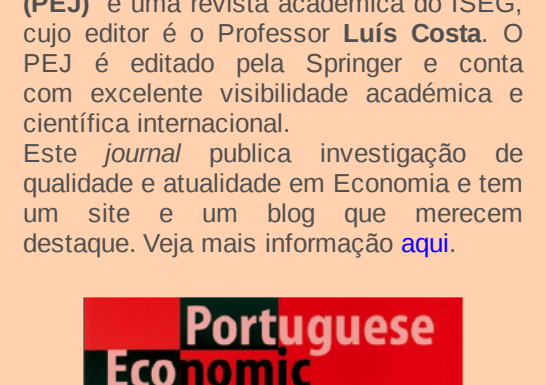 (PEJ) é uma revista académica do ISEG,
cujo editor é o Professor Luís Costa. O
PEJ é editado pela Springer e conta
com excelente visibilidade académica e
científica internacional.
Este journal publica investigação de
qualidade e atualidade em Economia e tem
um site e um blog que merecem
destaque. Veja mais informação aqui.
Portuguese
Economic